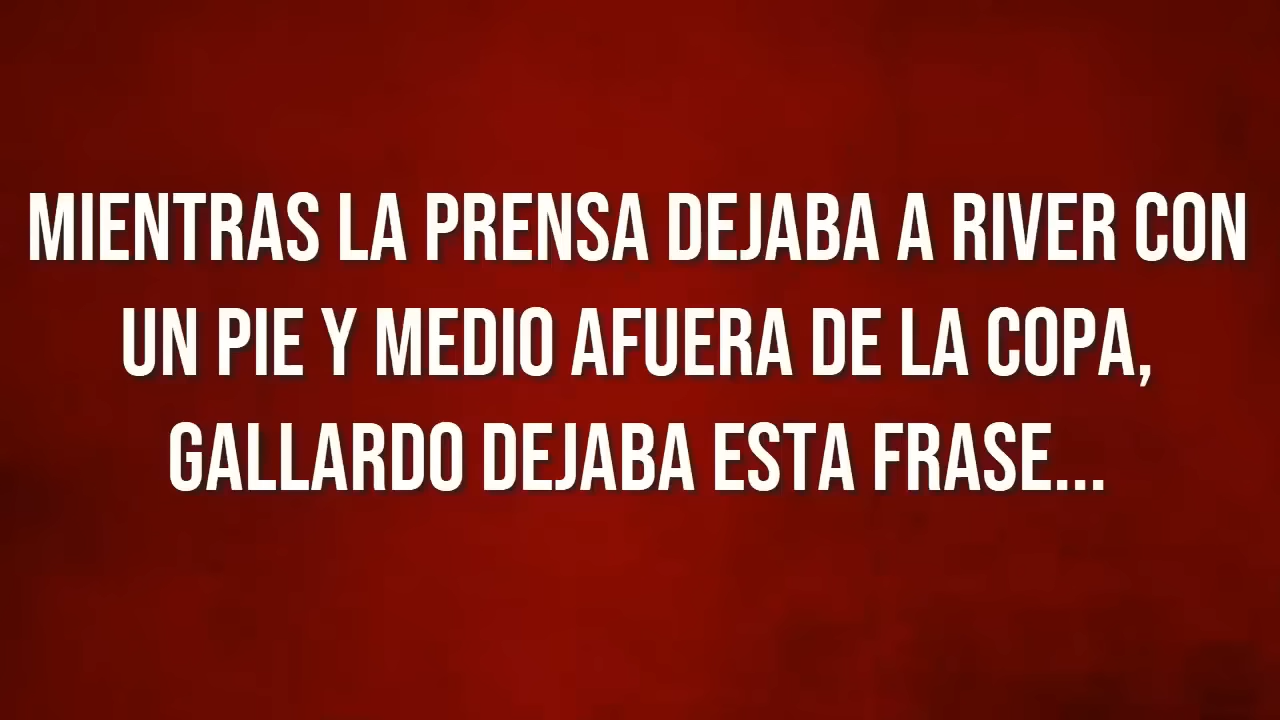 MIENTRAS LA PRENSA DEJABA A RIVER CON
UN PIE Y MEDIO AFUERA DE LA COPA,
GALLARDO DEJABA ESTA FRASE...